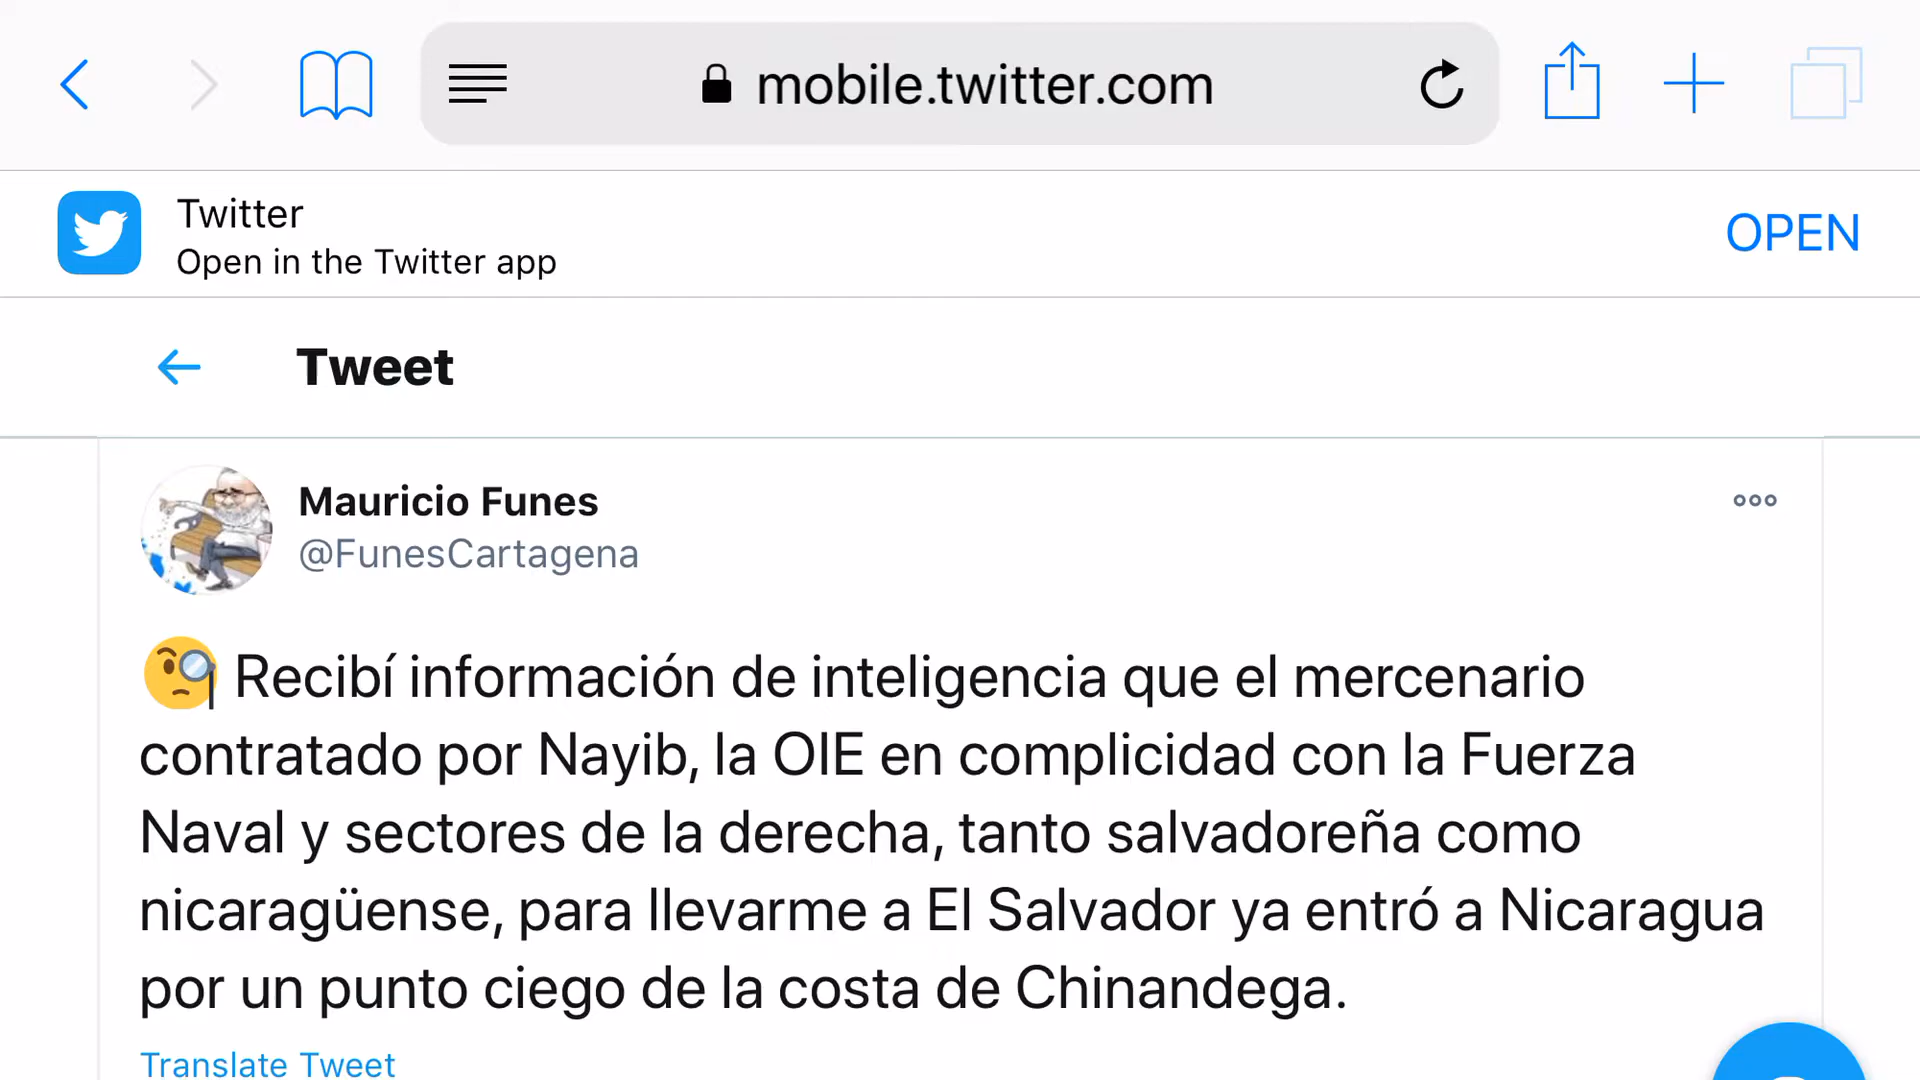 mobile.twitter.com
Twitter
Open in the Twitter app
OPEN
Tweet
Mauricio Funes
@FunesCartagena
🧐 Recibí información de inteligencia que el mercenario
contratado por Nayib, la OIE en complicidad con la Fuerza
Naval y sectores de la derecha, tanto salvadoreña como
nicaragüense, para llevarme a El Salvador ya entró a Nicaragua
por un punto ciego de la costa de Chinandega.
Translate Tweet